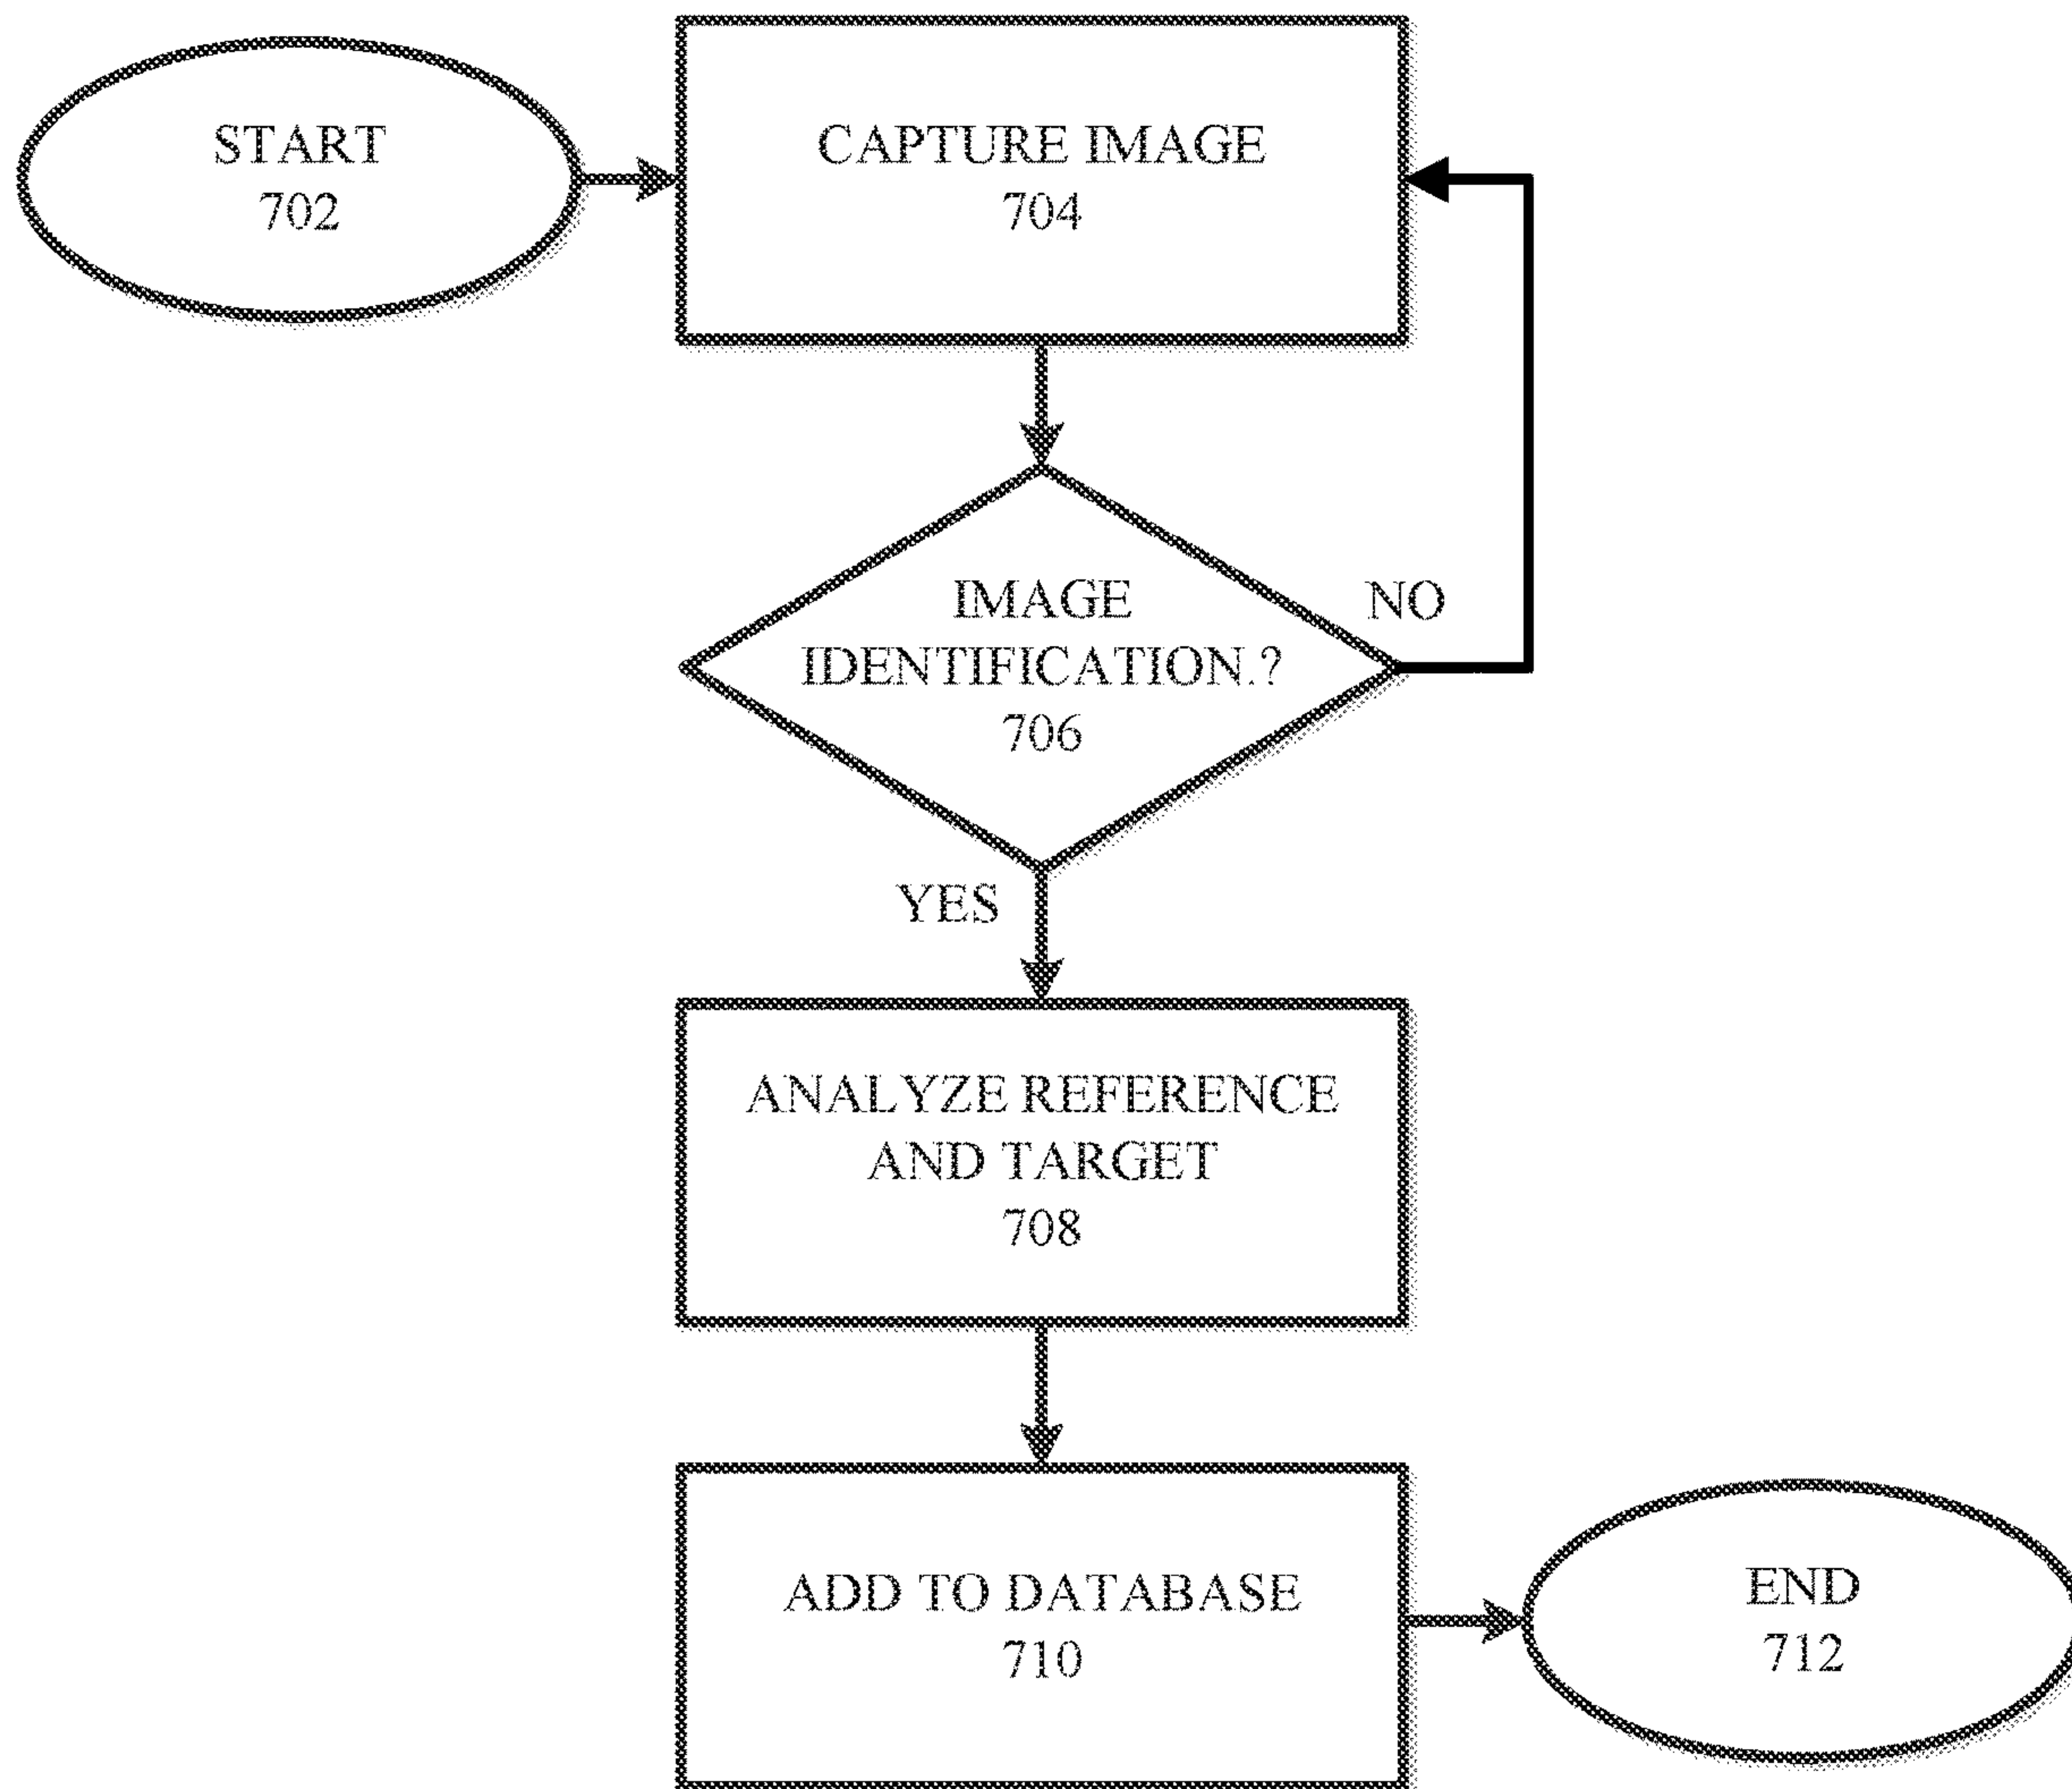 START
702
CAPTURE IMAGE
704
IMAGE
IDENTIFICATION.?
706
NO
YES
ANALYZE REFERENCE
AND TARGET
708
ADD TO DATABASE
710
END
712